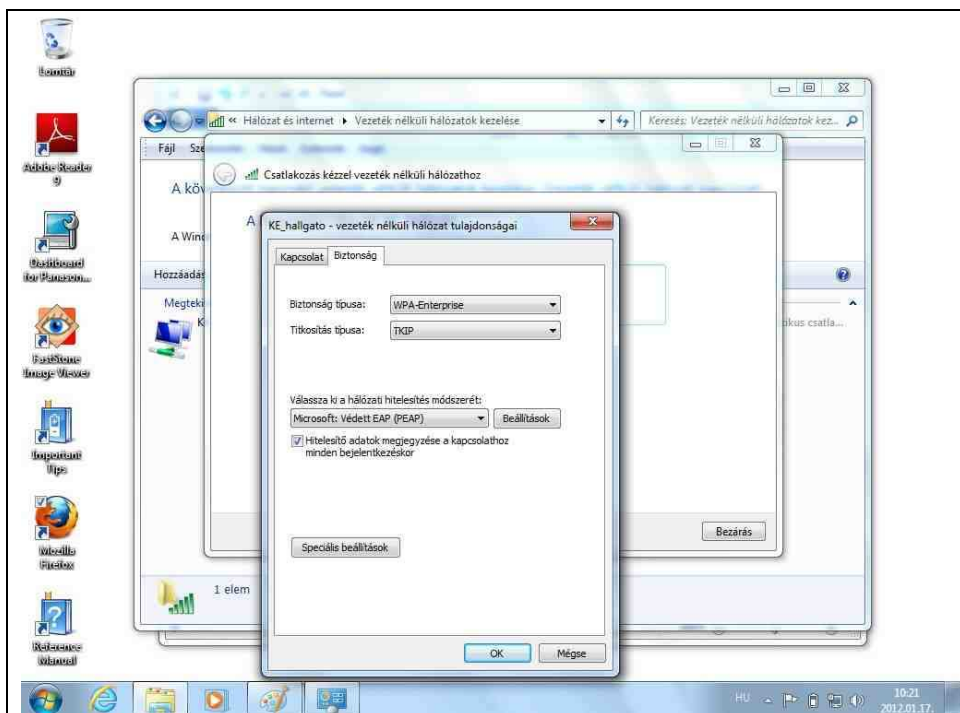 Lomtár
Adobe Reader
9
Dashboard
for Panason...
FastStone
Image Viewer
Important
Tips
Mozilla
Firefox
Reference
Manual
« Hálózat és internet ▸ Vezeték nélküli hálózatok kezelése
Keresés: Vezeték nélküli hálózatok kez...
Fájl Sze
Csatlakozás kézzel vezeték nélküli hálózathoz
A köv
A
A Wind
Hozzáadás
Megteki
K
ikus csatla...
KE_hallgato - vezeték nélküli hálózat tulajdonságai
Kapcsolat Biztonság
Biztonság típusa: WPA-Enterprise
Titkosítás típusa: TKIP
Válassza ki a hálózati hitelesítés módszerét:
Microsoft: Védett EAP (PEAP) Beállítások
Hitelesítő adatok megjegyzése a kapcsolathoz
minden bejelentkezéskor
Speciális beállítások
OK Mégse
Bezárás
1 elem
HU
10:21
2012.01.17.